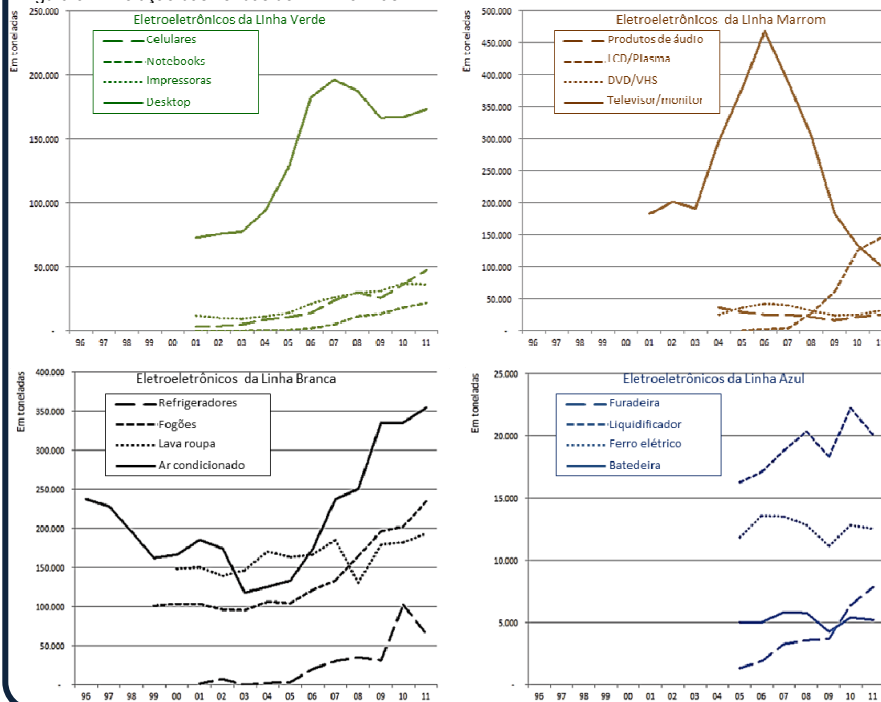 Eletroeletrônicos da Linha Verde
Em toneladas
250.000
200.000
150.000
100.000
50.000
-
Celulares
Notebooks
Impressoras
Desktop
96 97 98 99 00 01 02 03 04 05 06 07 08 09 10 11
Eletroeletrônicos da Linha Marrom
Em toneladas
500.000
450.000
400.000
350.000
300.000
250.000
200.000
150.000
100.000
50.000
-
Produtos de áudio
LCD/Plasma
DVD/VHS
Televisor/monitor
96 97 98 99 00 01 02 03 04 05 06 07 08 09 10
Eletroeletrônicos da Linha Branca
Em toneladas
400.000
350.000
300.000
250.000
200.000
150.000
100.000
50.000
-
Refrigeradores
Fogões
Lava roupa
Ar condicionado
96 97 98 99 00 01 02 03 04 05 06 07 08 09 10 11
Eletroeletrônicos da Linha Azul
Em toneladas
25.000
20.000
15.000
10.000
5.000
-
Furadeira
Liquidificador
Ferro elétrico
Batedeira
96 97 98 99 00 01 02 03 04 05 06 07 08 09 10 11